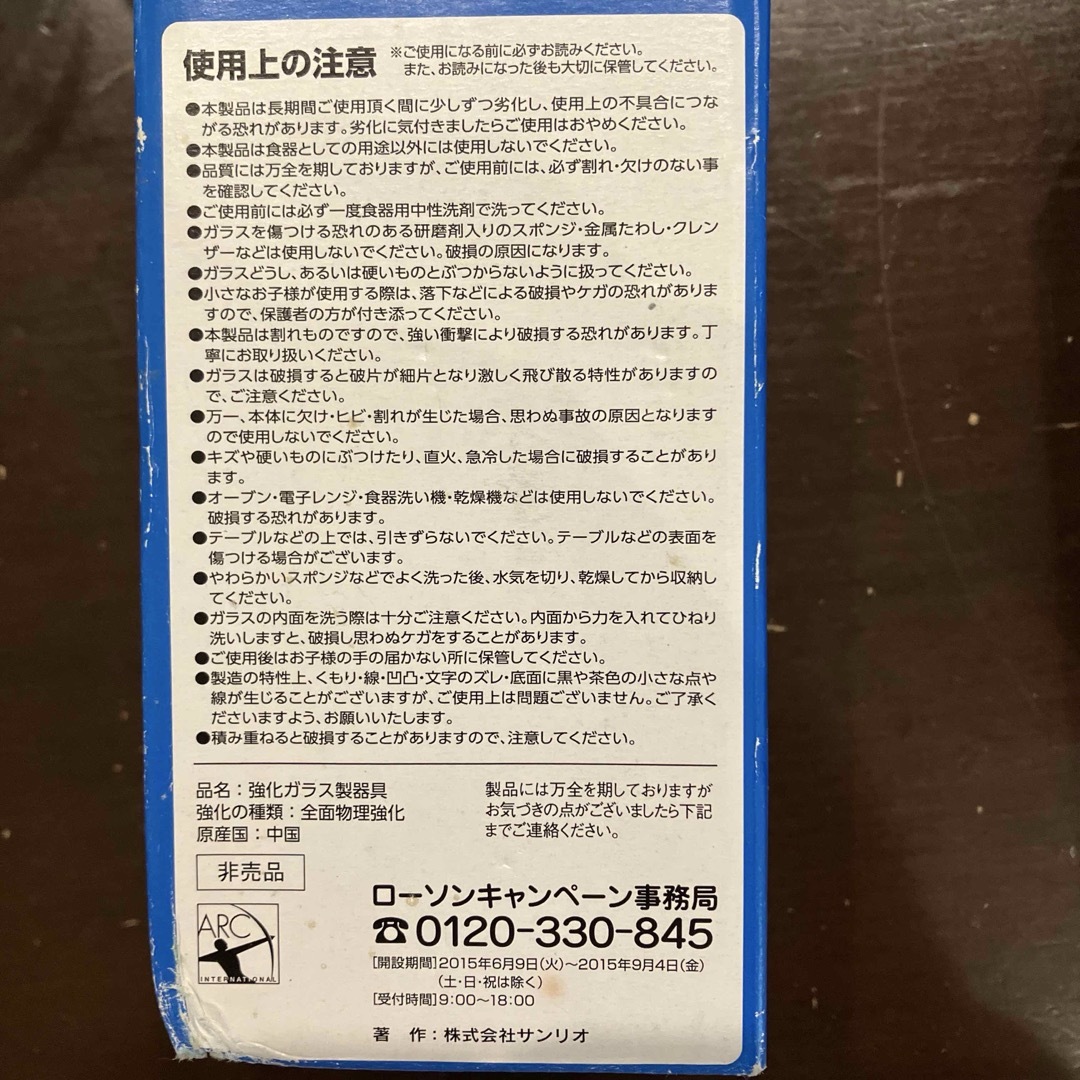 使用上の注意 ※ご使用になる前に必ずお読みください。
また、お読みになった後も大切に保管してください。
●本製品は長期間ご使用頂く間に少しずつ劣化し、使用上の不具合につな
がる恐れがあります。劣化に気付きましたらご使用はおやめください。
●本製品は食器としての用途以外には使用しないでください。
●品質には万全を期しておりますが、ご使用前には、必ず割れ・欠けのない事
を確認してください。
●ご使用前には必ず一度食器用中性洗剤で洗ってください。
●ガラスを傷つける恐れのある研磨剤入りのスポンジ・金属たわし・クレン
ザーなどは使用しないでください。破損の原因になります。
●ガラスどうし、あるいは硬いものとぶつからないように扱ってください。
●小さなお子様が使用する際は、落下などによる破損やケガの恐れがありま
すので、保護者の方が付き添ってください。
●本製品は割れものですので、強い衝撃により破損する恐れがあります。丁
寧にお取り扱いください。
●ガラスは破損すると破片が細片となり激しく飛び散る特性がありますの
で、ご注意ください。
●万一、本体に欠け・ヒビ・割れが生じた場合、思わぬ事故の原因となります
ので使用しないでください。
●キズや硬いものにぶつけたり、直火、急冷した場合に破損することがあり
ます。
●オーブン・電子レンジ・食器洗い機・乾燥機などは使用しないでください。
破損する恐れがあります。
●テーブルなどの上では、引きずらないでください。テーブルなどの表面を
傷つける場合がございます。
●やわらかいスポンジなどでよく洗った後、水気を切り、乾燥してから収納し
てください。
●ガラスの内面を洗う際は十分ご注意ください。内面から力を入れてひねり
洗いしますと、破損し思わぬケガをすることがあります。
●ご使用後はお子様の手の届かない所に保管してください。
●製造の特性上、くもり・線・凹凸・文字のズレ・底面に黒や茶色の小さな点や
線が生じることがございますが、ご使用上は問題ございません。ご了承く
ださいますよう、お願いいたします。
●積み重ねると破損することがありますので、注意してください。
品名：強化ガラス製器具
強化の種類：全面物理強化
原産国：中国
製品には万全を期しておりますが
お気づきの点がございましたら下記
までご連絡ください。
非売品
ARC
INTERNATIONAL
ローソンキャンペーン事務局
☎0120-330-845
[開設期間]2015年6月9日(火)～2015年9月4日(金)
(土・日・祝は除く)
[受付時間]9:00～18:00
著 作：株式会社サンリオ